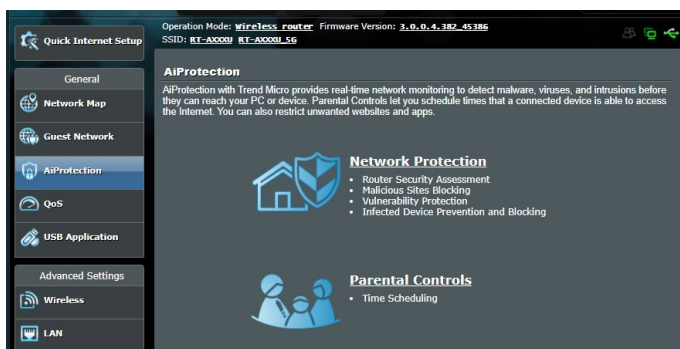 Quick Internet Setup
General
Network Map
Guest Network
AiProtection
QoS
USB Application
Advanced Settings
Wireless
LAN
Operation Mode: Wireless router Firmware Version: 3.0.0.4.382_45386
SSID: RT-AXXXU RT-AXXXU_5G
AiProtection
AiProtection with Trend Micro provides real-time network monitoring to detect malware, viruses, and intrusions before
they can reach your PC or device. Parental Controls let you schedule times that a connected device is able to access
the Internet. You can also restrict unwanted websites and apps.
Network Protection
• Router Security Assessment
• Malicious Sites Blocking
• Vulnerability Protection
• Infected Device Prevention and Blocking
Parental Controls
• Time Scheduling